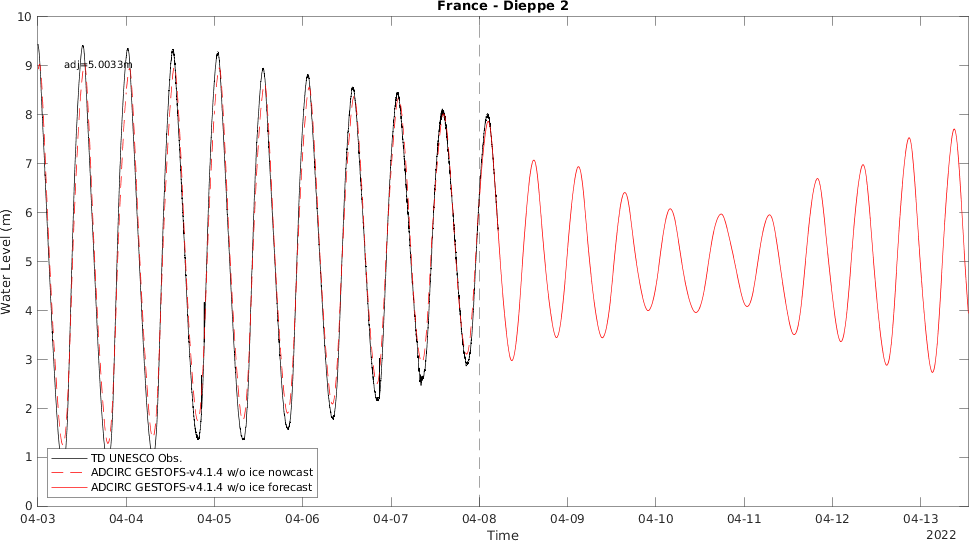 France - Dieppe 2
10
9
8
7
6
5
4
3
2
1
0
Water Level (m)
adj=5.0033m
TD UNESCO Obs.
ADCIRC GESTOFS-v4.1.4 w/o ice nowcast
ADCIRC GESTOFS-v4.1.4 w/o ice forecast
04-03 04-04 04-05 04-06 04-07 04-08 04-09 04-10 04-11 04-12 04-13
Time
2022